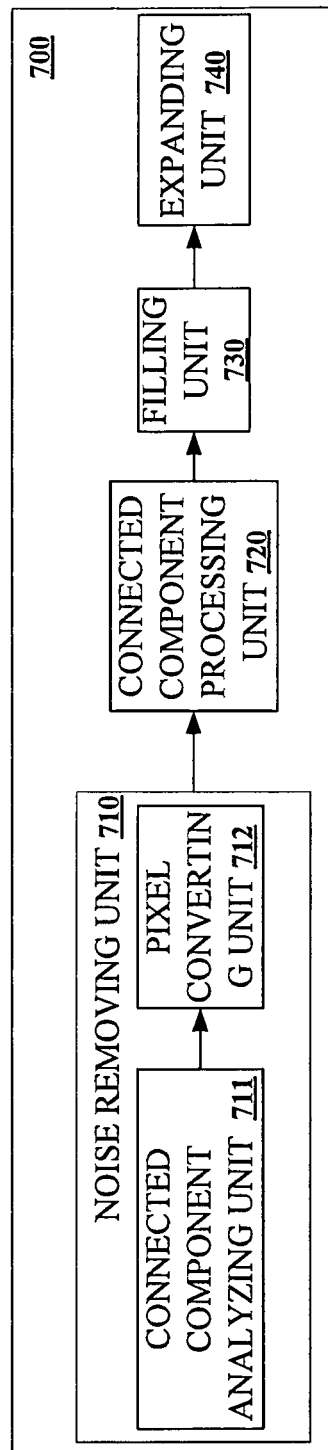 700
NOISE REMOVING UNIT 710
CONNECTED
COMPONENT
ANALYZING UNIT 711
PIXEL
CONVERTIN
G UNIT 712
CONNECTED
COMPONENT
PROCESSING
UNIT 720
FILLING
UNIT
730
EXPANDING
UNIT 740